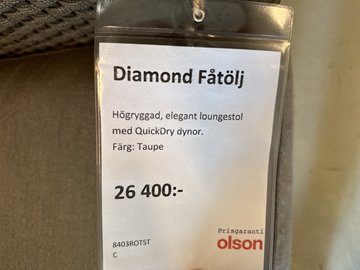 Diamond Fåtölj
Högryggad, elegant loungestol
med QuickDry dynor.
Färg: Taupe
26 400:-
Prisgaranti
olson
8403ROTST
C